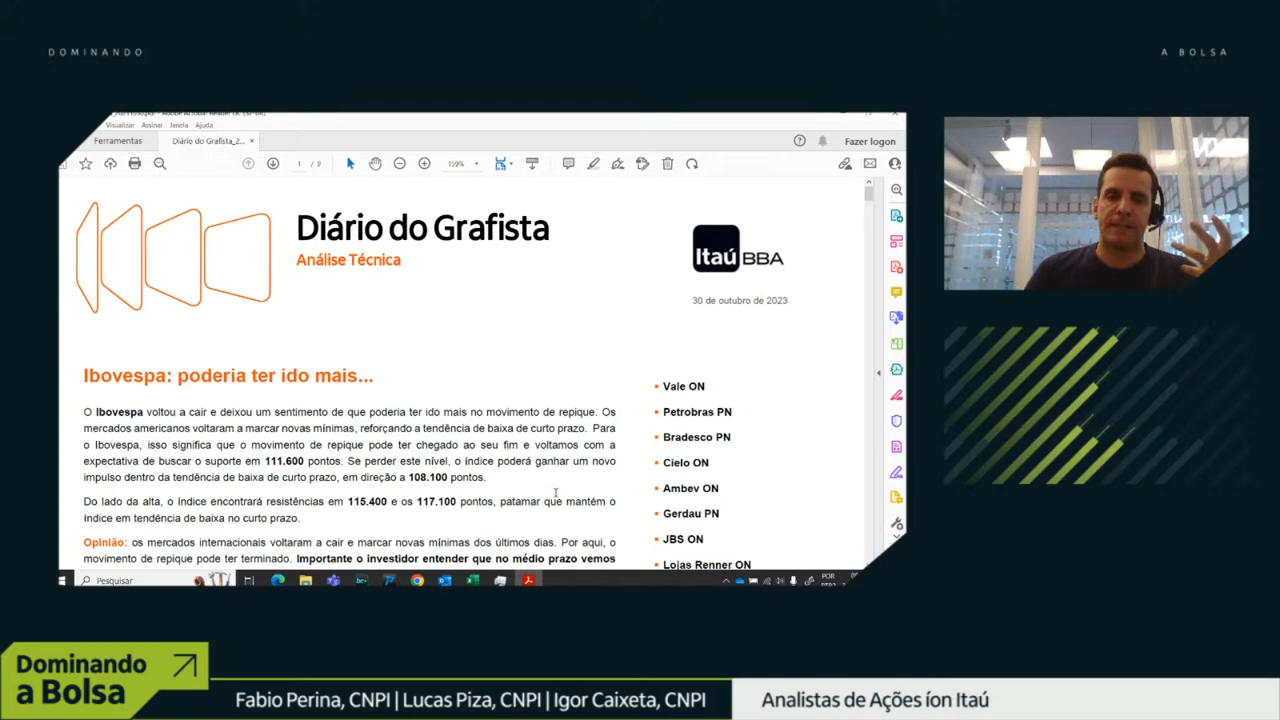 DOMINANDO
A BOLSA
Visualizar Assinar Janela Ajuda
Ferramentas
Diário do Grafista_2...
×
Fazer logon
1 / 9
159%
Diário do Grafista
Análise Técnica
Itaú BBA
30 de outubro de 2023
Ibovespa: poderia ter ido mais...
O Ibovespa voltou a cair e deixou um sentimento de que poderia ter ido mais no movimento de repique. Os
mercados americanos voltaram a marcar novas mínimas, reforçando a tendência de baixa de curto prazo. Para
o Ibovespa, isso significa que o movimento de repique pode ter chegado ao seu fim e voltamos com a
expectativa de buscar o suporte em 111.600 pontos. Se perder este nível, o índice poderá ganhar um novo
impulso dentro da tendência de baixa de curto prazo, em direção a 108.100 pontos.
Do lado da alta, o índice encontrará resistências em 115.400 e os 117.100 pontos, patamar que mantém o
índice em tendência de baixa no curto prazo.
Opinião: os mercados internacionais voltaram a cair e marcar novas mínimas dos últimos dias. Por aqui, o
movimento de repique pode ter terminado. Importante o investidor entender que no médio prazo vemos
• Vale ON
• Petrobras PN
• Bradesco PN
• Cielo ON
• Ambev ON
• Gerdau PN
• JBS ON
• Lojas Renner ON
Pesquisar
POR
Dominando
a Bolsa
Fabio Perina, CNPI | Lucas Piza, CNPI | Igor Caixeta, CNPI
Analistas de Ações íon Itaú